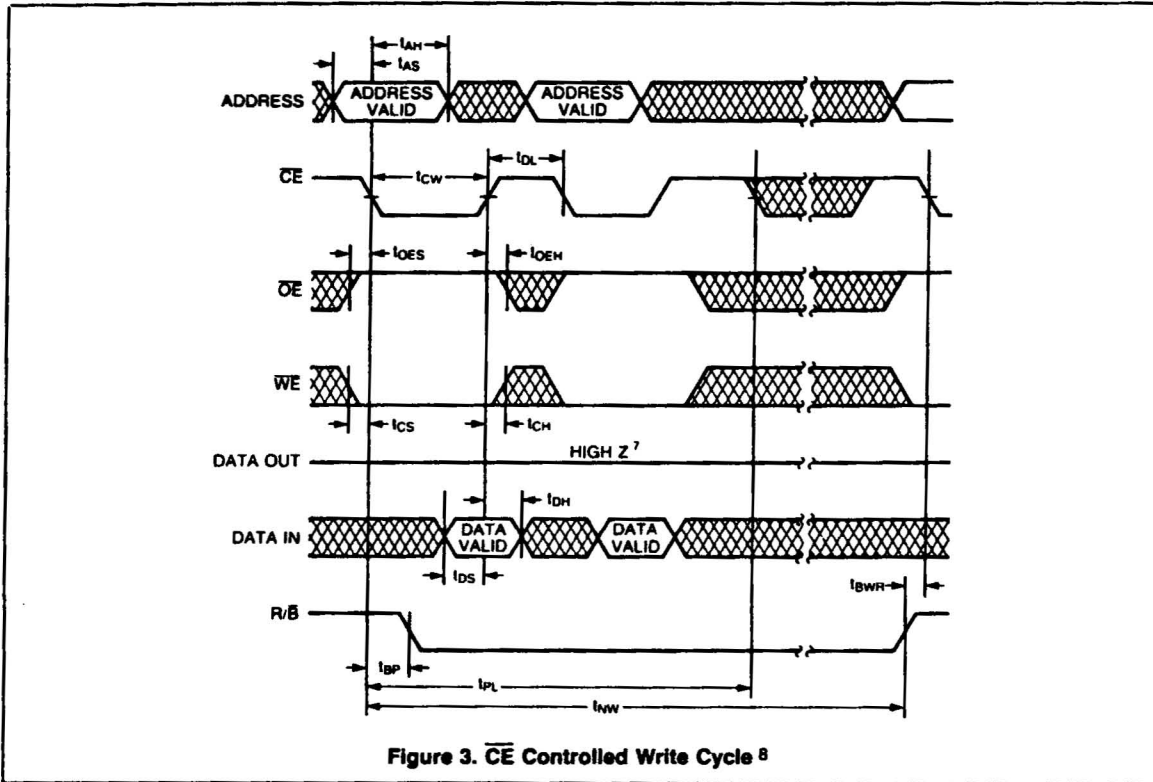 tAH
tAS
ADDRESS
ADDRESS VALID
ADDRESS VALID
tDL
CE
tCW
tOES
tOEH
OE
WE
tCS
tCH
HIGH Z 7
DATA OUT
tDH
DATA IN
DATA VALID
DATA VALID
tDS
tBWR
R/B
tBP
tPL
tNW
Figure 3. CE Controlled Write Cycle 8